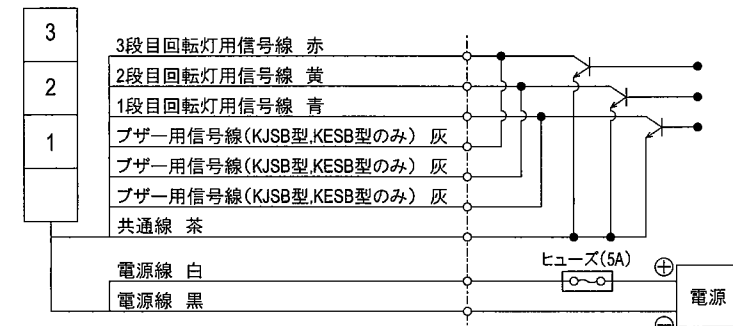 3
3段目回転灯用信号線 赤
2
2段目回転灯用信号線 黄
1段目回転灯用信号線 青
1
ブザー用信号線(KJSB型,KESB型のみ) 灰
ブザー用信号線(KJSB型,KESB型のみ) 灰
ブザー用信号線(KJSB型,KESB型のみ) 灰
共通線 茶
ヒューズ(5A)
⊕
電源線 白
電源
電源線 黒
⊖